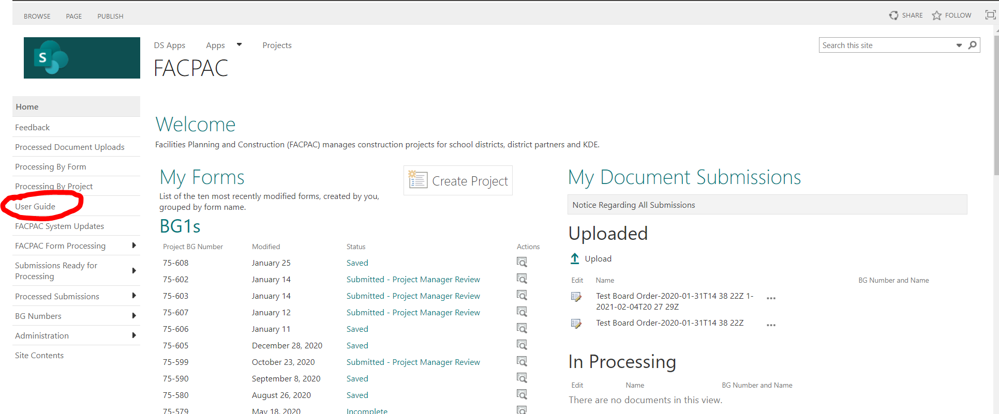 BROWSE PAGE PUBLISH SHARE FOLLOW
S
DS Apps Apps Projects
Search this site
FACPAC
Home
Feedback
Processed Document Uploads
Processing By Form
Processing By Project
User Guide
FACPAC System Updates
FACPAC Form Processing
Submissions Ready for
Processing
Processed Submissions
BG Numbers
Administration
Site Contents
Welcome
Facilities Planning and Construction (FACPAC) manages construction projects for school districts, district partners and KDE.
My Forms
Create Project
List of the ten most recently modified forms, created by you,
grouped by form name.
BG1s
Project BG Number Modified Status Actions
75-608 January 25 Saved
75-602 January 14 Submitted - Project Manager Review
75-603 January 14 Submitted - Project Manager Review
75-607 January 12 Submitted - Project Manager Review
75-606 January 11 Saved
75-605 December 28, 2020 Saved
75-599 October 23, 2020 Submitted - Project Manager Review
75-590 September 8, 2020 Saved
75-580 August 26, 2020 Saved
75-579 May 18, 2020 Incomplete
My Document Submissions
Notice Regarding All Submissions
Uploaded
Upload
Edit Name BG Number and Name
Test Board Order-2020-01-31T14 38 22Z 1-
2021-02-04T20 27 29Z
Test Board Order-2020-01-31T14 38 22Z
In Processing
Edit Name BG Number and Name
There are no documents in this view.